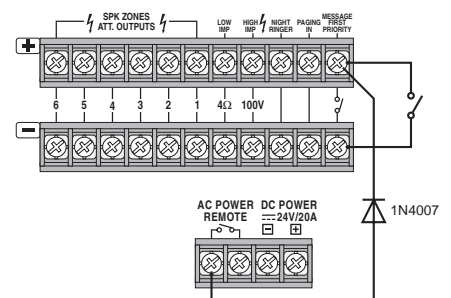 SPK ZONES
ATT. OUTPUTS
LOW
IMP
HIGH
IMP
NIGHT
RINGER
PAGING
IN
MESSAGE
FIRST
PRIORITY
+
6 5 4 3 2 1 4Ω 100V
−
AC POWER
REMOTE
DC POWER
24V/20A
− +
1N4007